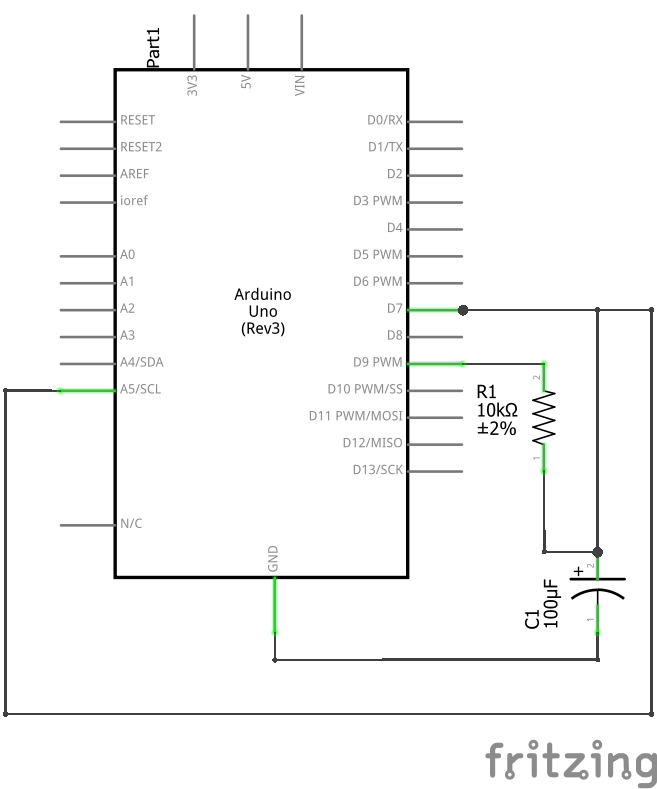 Part1
3V3
5V
VIN
RESET
RESET2
AREF
ioref
A0
A1
A2
A3
A4/SDA
A5/SCL
N/C
D0/RX
D1/TX
D2
D3 PWM
D4
D5 PWM
D6 PWM
D7
D8
D9 PWM
D10 PWM/SS
D11 PWM/MOSI
D12/MISO
D13/SCK
Arduino
Uno
(Rev3)
GND
2
R1
10kΩ
±2%
1
+
2
C1
100µF
1
fritzing